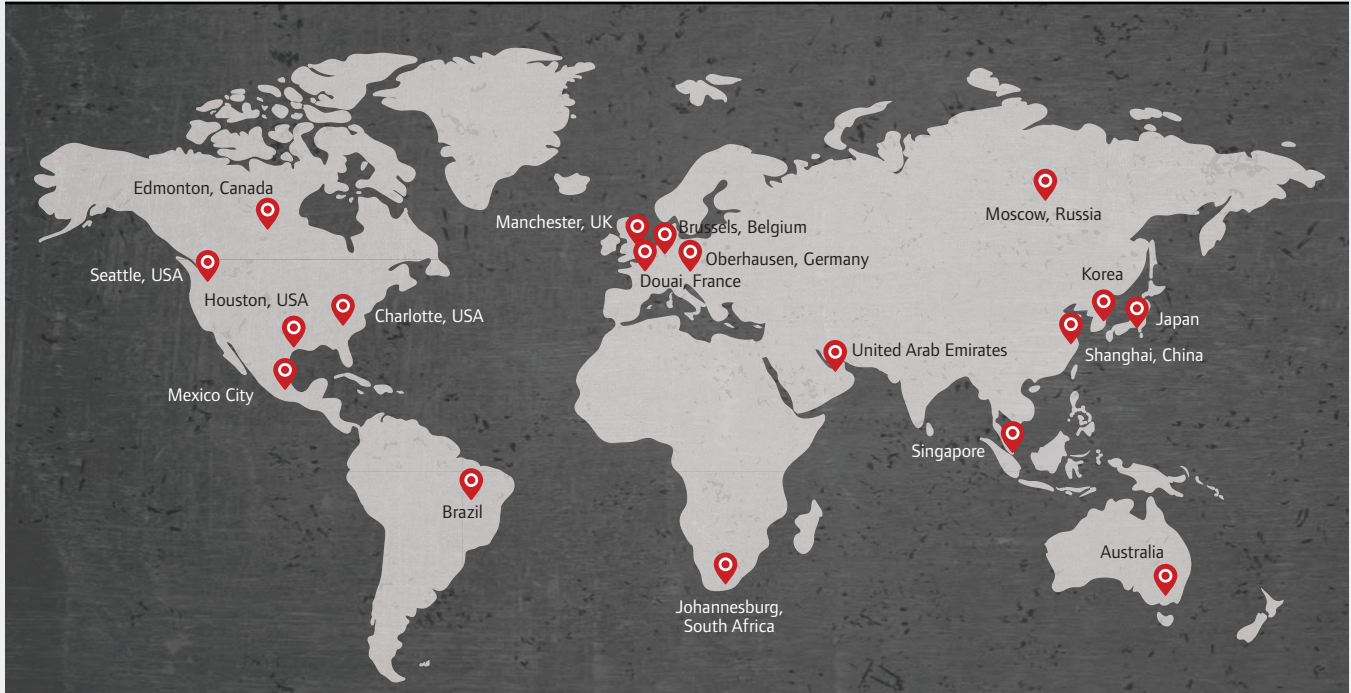 Edmonton, Canada
Manchester, UK
Brussels, Belgium
Moscow, Russia
Seattle, USA
Oberhausen, Germany
Douai, France
Korea
Houston, USA
Charlotte, USA
Japan
United Arab Emirates
Shanghai, China
Mexico City
Singapore
Brazil
Australia
Johannesburg,
South Africa